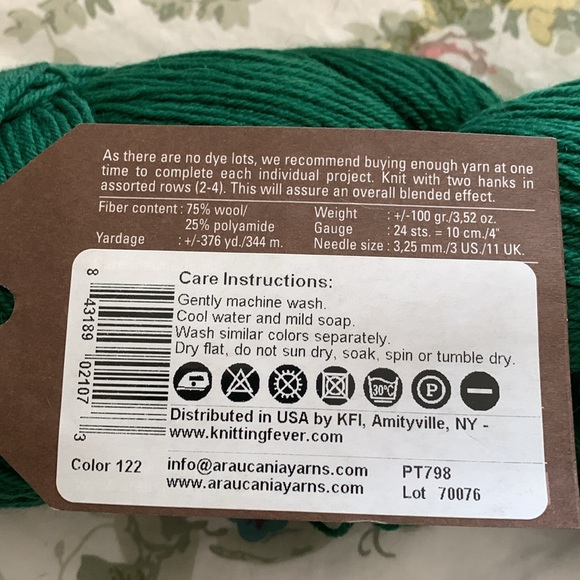 As there are no dye lots, we recommend buying enough yarn at one
time to complete each individual project. Knit with two hanks in
assorted rows (2-4). This will assure an overall blended effect.
Fiber content : 75% wool/
25% polyamide
Yardage : +/-376 yd./344 m.
Weight : +/-100 gr./3,52 oz.
Gauge : 24 sts. = 10 cm./4"
Needle size : 3,25 mm./3 US./11 UK.
Care Instructions:
Gently machine wash.
Cool water and mild soap.
Wash similar colors separately.
Dry flat, do not sun dry, soak, spin or tumble dry.
30°C P
8 43189 02107 3
Distributed in USA by KFI, Amityville, NY -
www.knittingfever.com
Color 122
info@araucaniayarns.com
www.araucaniayarns.com
PT798
Lot 70076